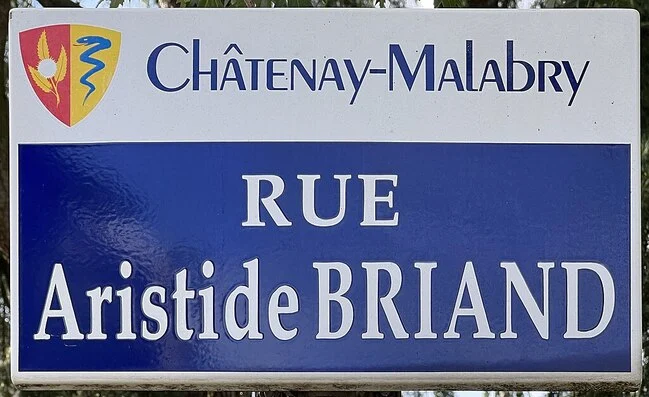 Châtenay-Malabry
RUE
Aristide BRIAND